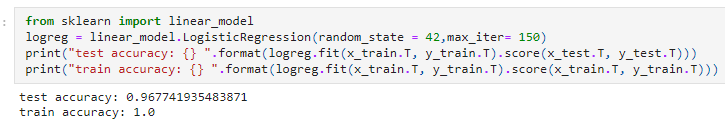 : from sklearn import linear_model
logreg = linear_model.LogisticRegression(random_state = 42,max_iter= 150)
print("test accuracy: {} ".format(logreg.fit(x_train.T, y_train.T).score(x_test.T, y_test.T)))
print("train accuracy: {} ".format(logreg.fit(x_train.T, y_train.T).score(x_train.T, y_train.T)))
test accuracy: 0.967741935483871
train accuracy: 1.0